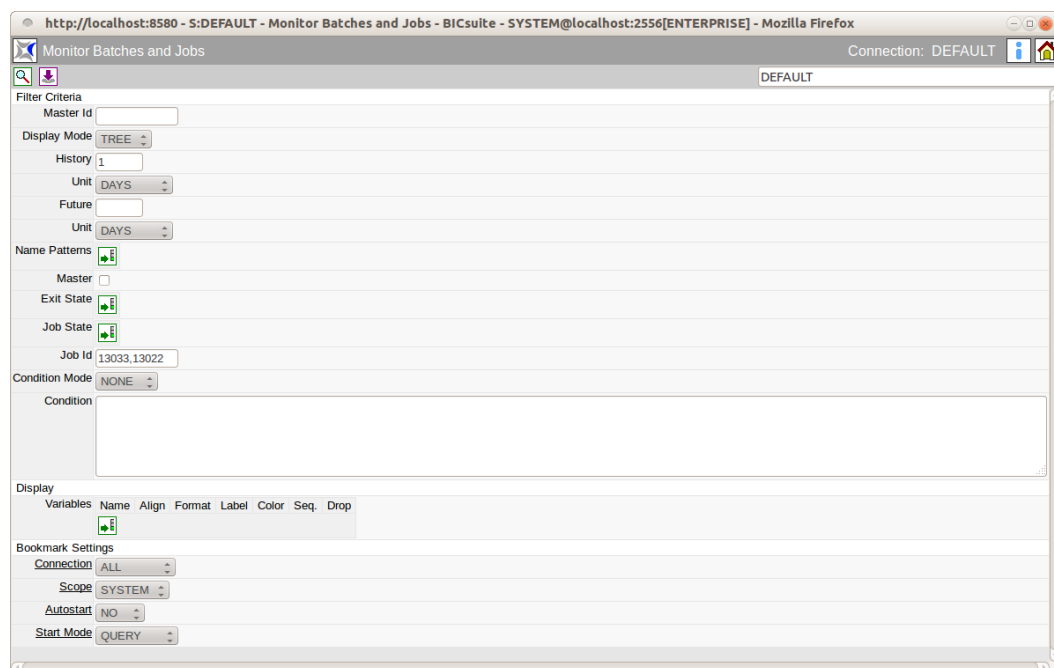 http://localhost:8580 - S:DEFAULT - Monitor Batches and Jobs - BICsuite - SYSTEM@localhost:2556[ENTERPRISE] - Mozilla Firefox
Monitor Batches and Jobs Connection: DEFAULT
DEFAULT
Filter Criteria
Master Id
Display Mode TREE
History 1
Unit DAYS
Future
Unit DAYS
Name Patterns
Master
Exit State
Job State
Job Id 13033,13022
Condition Mode NONE
Condition
Display
Variables Name Align Format Label Color Seq. Drop
Bookmark Settings
Connection ALL
Scope SYSTEM
Autostart NO
Start Mode QUERY